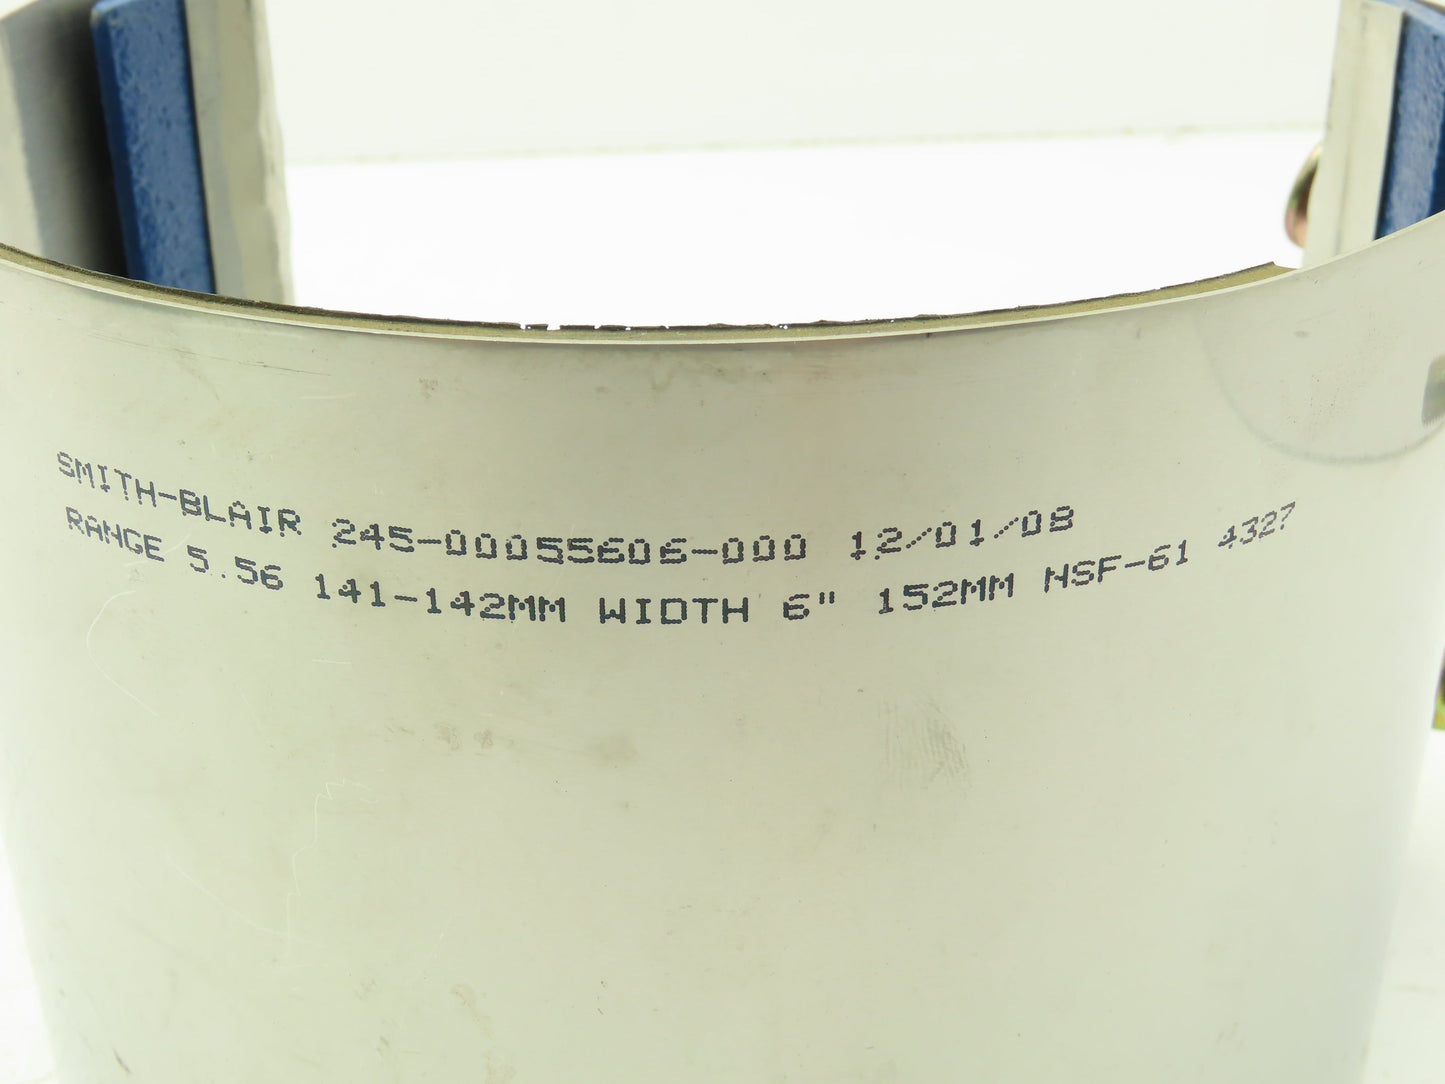 SMITH-BLAIR 245-00055606-000 12/01/08
RANGE 5.56 141-142MM WIDTH 6" 152MM NSF-61 4327